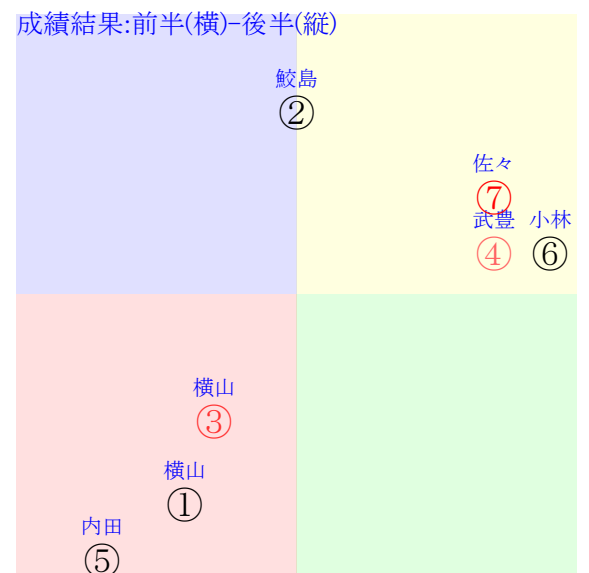 成績結果:前半(横)-後半(縦)
鮫島
②
佐々
⑦
武豊
④
小林
⑥
横山
③
横山
①
内田
⑤